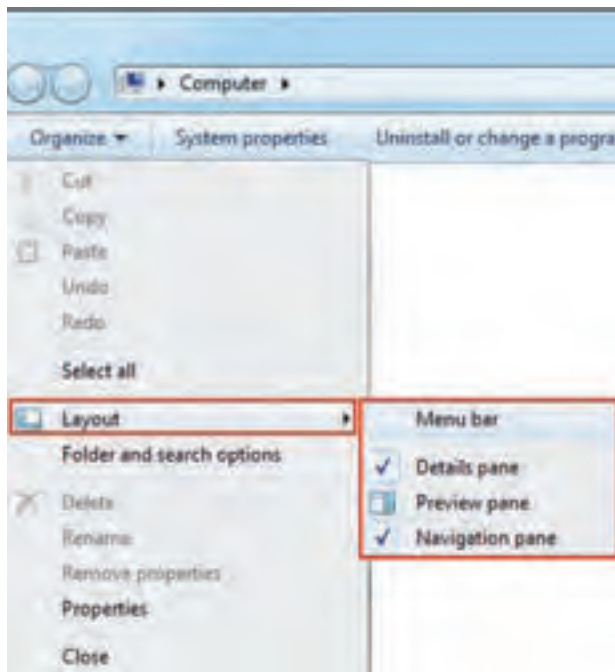 Computer
Organize System properties Uninstall or change a progra
Cut
Copy
Paste
Undo
Redo
Select all
Layout
Menu bar
Folder and search options
Details pane
Preview pane
Navigation pane
Delete
Rename
Remove properties
Properties
Close